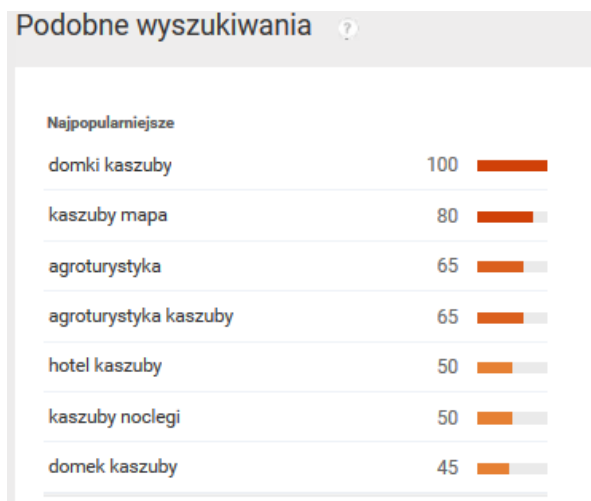 Podobne wyszukiwania ?
Najpopularniejsze
domki kaszuby 100
kaszuby mapa 80
agroturystyka 65
agroturystyka kaszuby 65
hotel kaszuby 50
kaszuby noclegi 50
domek kaszuby 45